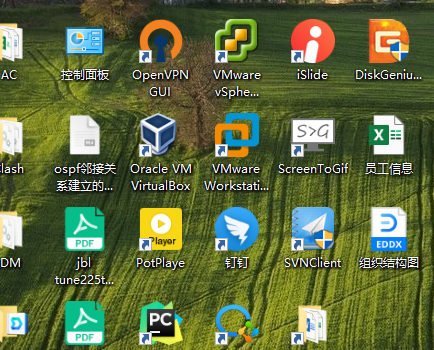 AC
控制面板
OpenVPN
GUI
VMware
vSphe...
iSlide
DiskGeniu...
Clash
ospf邻接关
系建立的...
Oracle VM
VirtualBox
VMware
Workstati...
S>G
ScreenToGif
员工信息
DM
PDF
jbl
tune225t...
Player
PotPlaye
钉钉
SVNClient
EDDX
组织结构图
PDF
PC